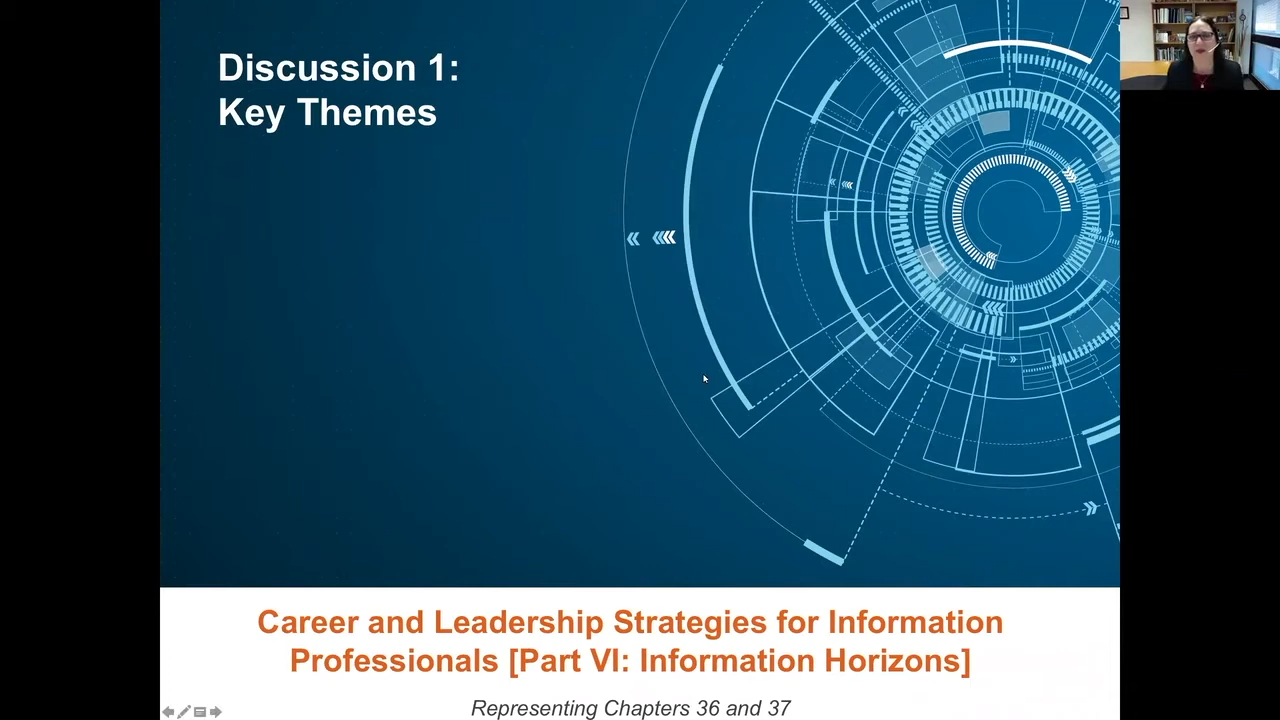 Discussion 1:
Key Themes
Career and Leadership Strategies for Information
Professionals [Part VI: Information Horizons]
Representing Chapters 36 and 37